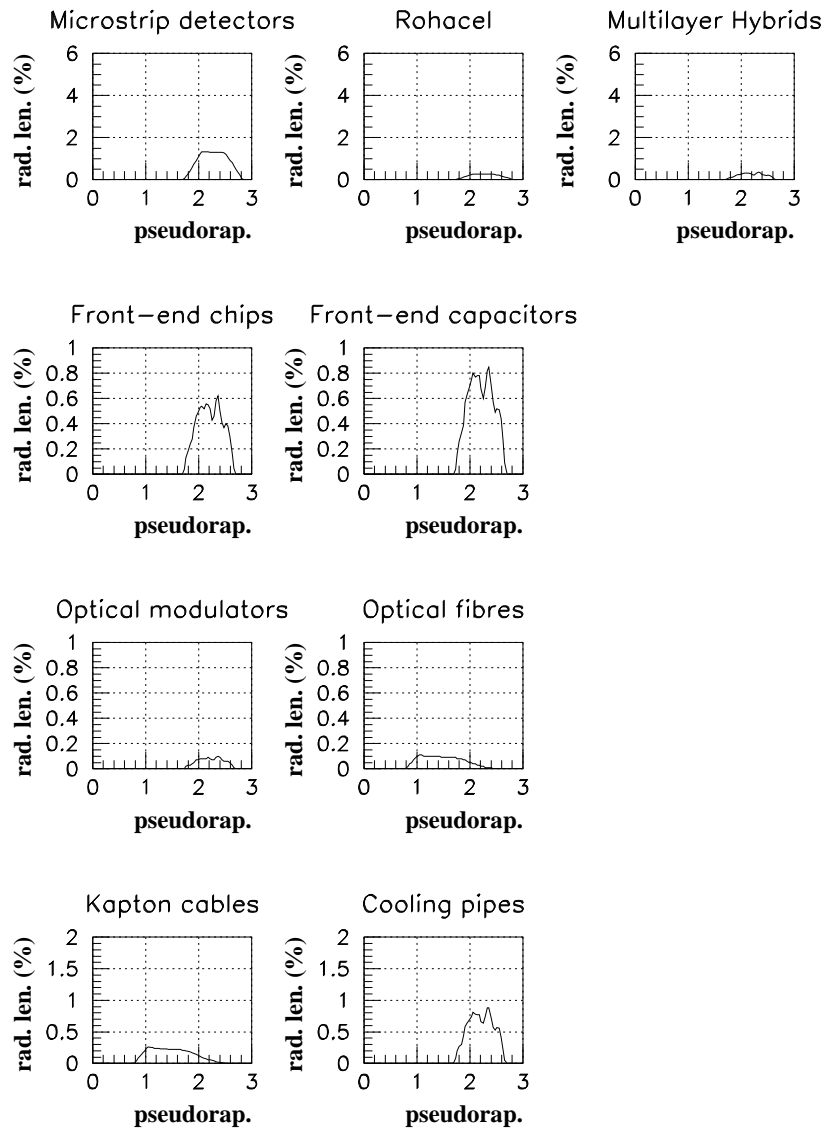 Microstrip detectors
rad. len. (%)
6
4
2
0
0 1 2 3
pseudorap.
Rohacel
rad. len. (%)
6
4
2
0
0 1 2 3
pseudorap.
Multilayer Hybrids
rad. len. (%)
6
4
2
0
0 1 2 3
pseudorap.
Front-end chips
rad. len. (%)
1
0.8
0.6
0.4
0.2
0
0 1 2 3
pseudorap.
Front-end capacitors
rad. len. (%)
1
0.8
0.6
0.4
0.2
0
0 1 2 3
pseudorap.
Optical modulators
rad. len. (%)
1
0.8
0.6
0.4
0.2
0
0 1 2 3
pseudorap.
Optical fibres
rad. len. (%)
1
0.8
0.6
0.4
0.2
0
0 1 2 3
pseudorap.
Kapton cables
rad. len. (%)
2
1.5
1
0.5
0
0 1 2 3
pseudorap.
Cooling pipes
rad. len. (%)
2
1.5
1
0.5
0
0 1 2 3
pseudorap.